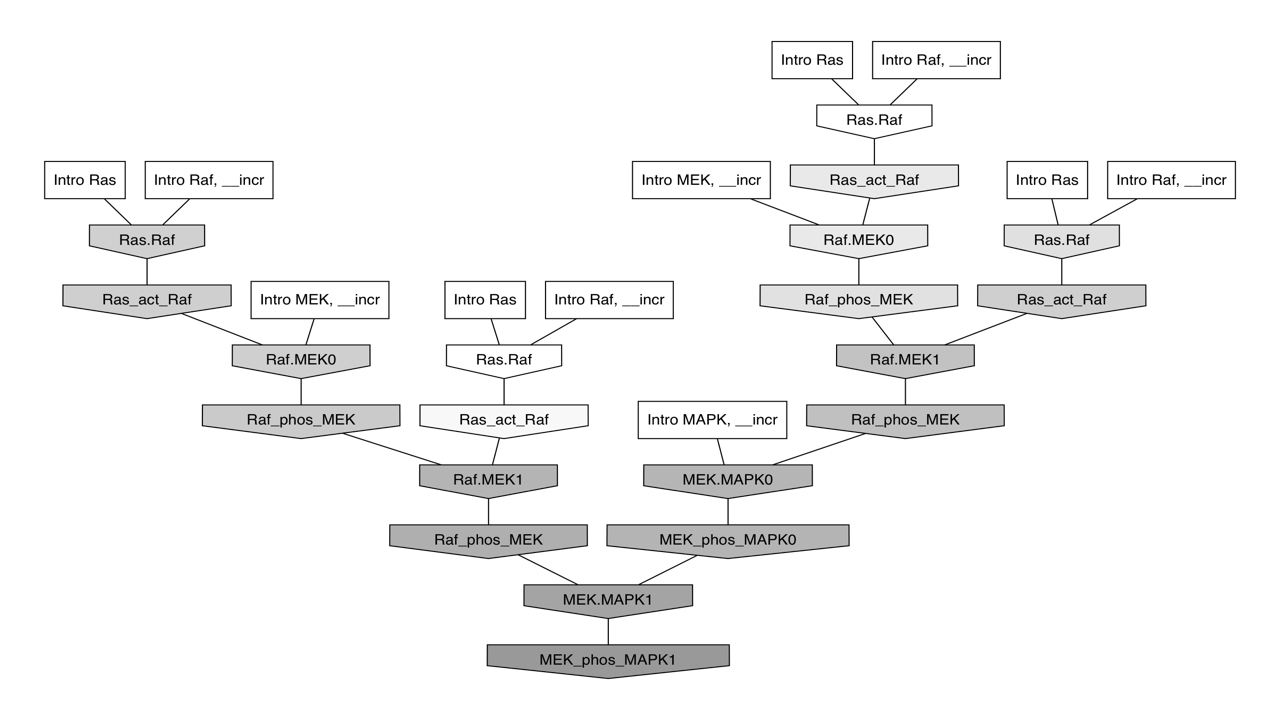 Intro Ras
Intro Raf, __incr
Ras.Raf
Intro MEK, __incr
Ras_act_Raf
Intro Ras
Intro Raf, __incr
Intro Ras
Intro Raf, __incr
Ras.Raf
Raf.MEK0
Ras.Raf
Ras_act_Raf
Intro MEK, __incr
Intro Ras
Intro Raf, __incr
Raf_phos_MEK
Ras_act_Raf
Raf.MEK0
Ras.Raf
Raf.MEK1
Raf_phos_MEK
Ras_act_Raf
Intro MAPK, __incr
Raf_phos_MEK
Raf.MEK1
MEK.MAPK0
Raf_phos_MEK
MEK_phos_MAPK0
MEK.MAPK1
MEK_phos_MAPK1